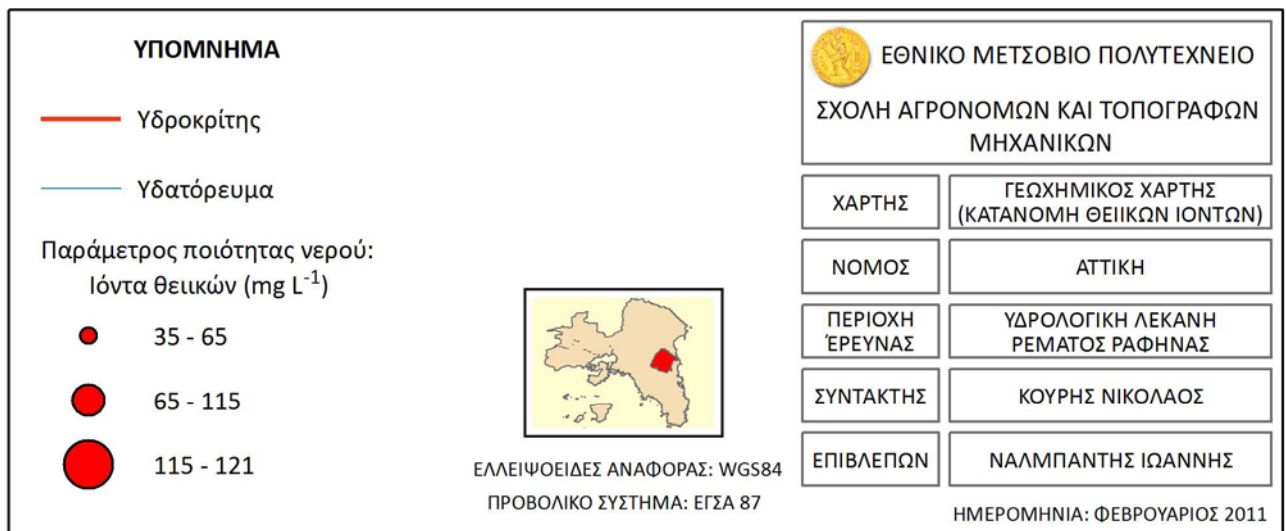 ΥΠΟΜΝΗΜΑ
Υδροκρίτης
Υδατόρευμα
Παράμετρος ποιότητας νερού:
Ιόντα θειικών (mg L⁻¹)
35 - 65
65 - 115
115 - 121
ΕΛΛΕΙΨΟΕΙΔΕΣ ΑΝΑΦΟΡΑΣ: WGS84
ΠΡΟΒΟΛΙΚΟ ΣΥΣΤΗΜΑ: ΕΓΣΑ 87
ΕΘΝΙΚΟ ΜΕΤΣΟΒΙΟ ΠΟΛΥΤΕΧΝΕΙΟ
ΣΧΟΛΗ ΑΓΡΟΝΟΜΩΝ ΚΑΙ ΤΟΠΟΓΡΑΦΩΝ
ΜΗΧΑΝΙΚΩΝ
ΧΑΡΤΗΣ
ΓΕΩΧΗΜΙΚΟΣ ΧΑΡΤΗΣ
(ΚΑΤΑΝΟΜΗ ΘΕΙΙΚΩΝ ΙΟΝΤΩΝ)
ΝΟΜΟΣ
ΑΤΤΙΚΗ
ΠΕΡΙΟΧΗ
ΈΡΕΥΝΑΣ
ΥΔΡΟΛΟΓΙΚΗ ΛΕΚΑΝΗ
ΡΕΜΑΤΟΣ ΡΑΦΗΝΑΣ
ΣΥΝΤΑΚΤΗΣ
ΚΟΥΡΗΣ ΝΙΚΟΛΑΟΣ
ΕΠΙΒΛΕΠΩΝ
ΝΑΛΜΠΑΝΤΗΣ ΙΩΑΝΝΗΣ
ΗΜΕΡΟΜΗΝΙΑ: ΦΕΒΡΟΥΑΡΙΟΣ 2011